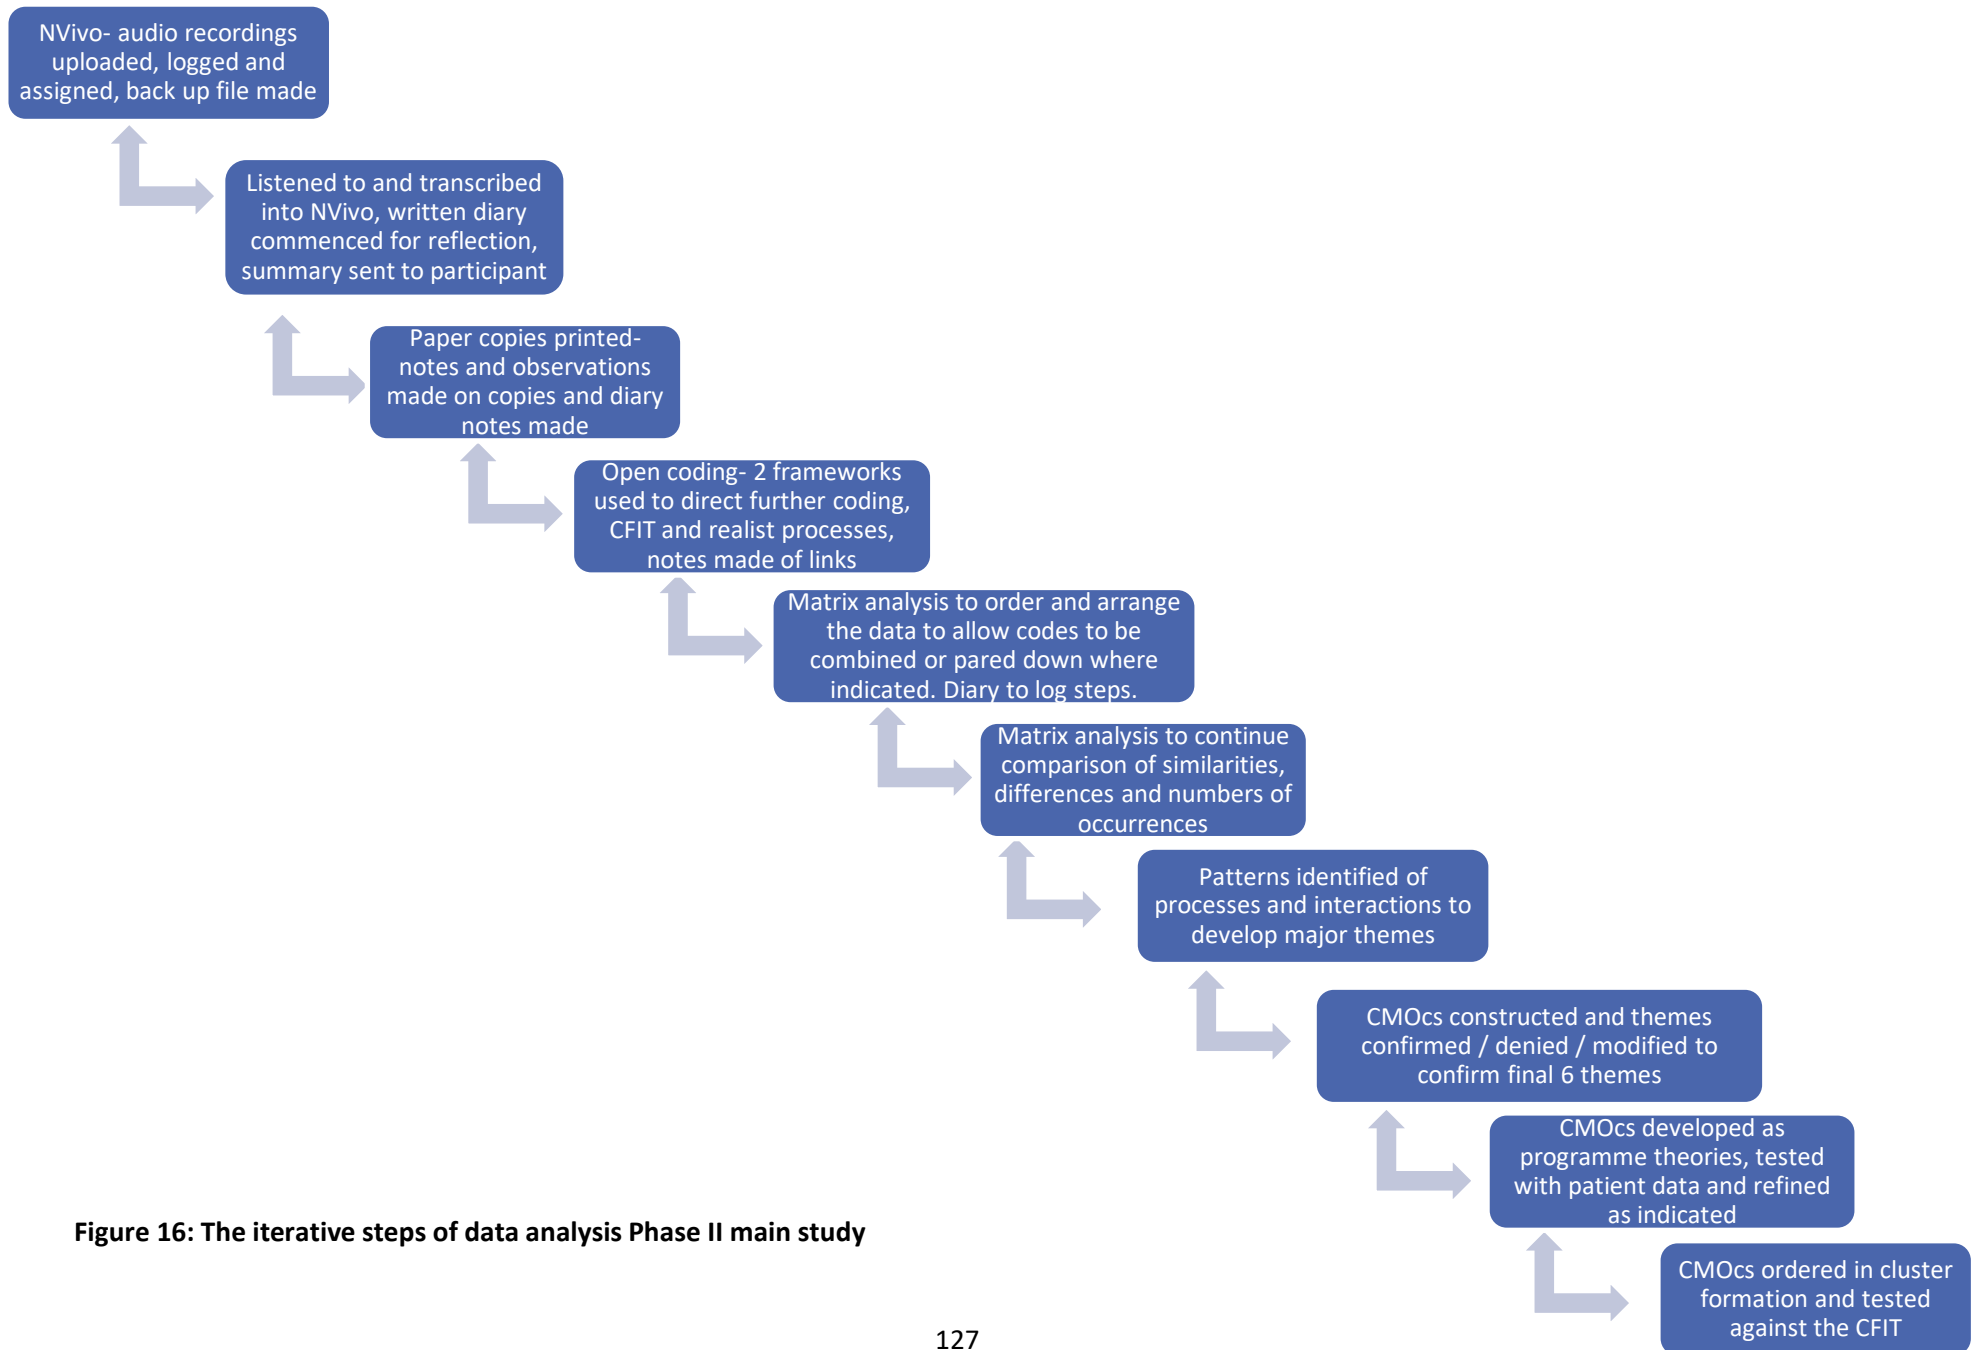 NVivo- audio recordings
uploaded, logged and
assigned, back up file made
Listened to and transcribed
into NVivo, written diary
commenced for reflection,
summary sent to participant
Paper copies printed-
notes and observations
made on copies and diary
notes made
Open coding- 2 frameworks
used to direct further coding,
CFIT and realist processes,
notes made of links
Matrix analysis to order and arrange
the data to allow codes to be
combined or pared down where
indicated. Diary to log steps.
Matrix analysis to continue
comparison of similarities,
differences and numbers of
occurrences
Patterns identified of
processes and interactions to
develop major themes
CMOcs constructed and themes
confirmed / denied / modified to
confirm final 6 themes
CMOcs developed as
programme theories, tested
with patient data and refined
as indicated
CMOcs ordered in cluster
formation and tested
against the CFIT
Figure 16: The iterative steps of data analysis Phase II main study
127